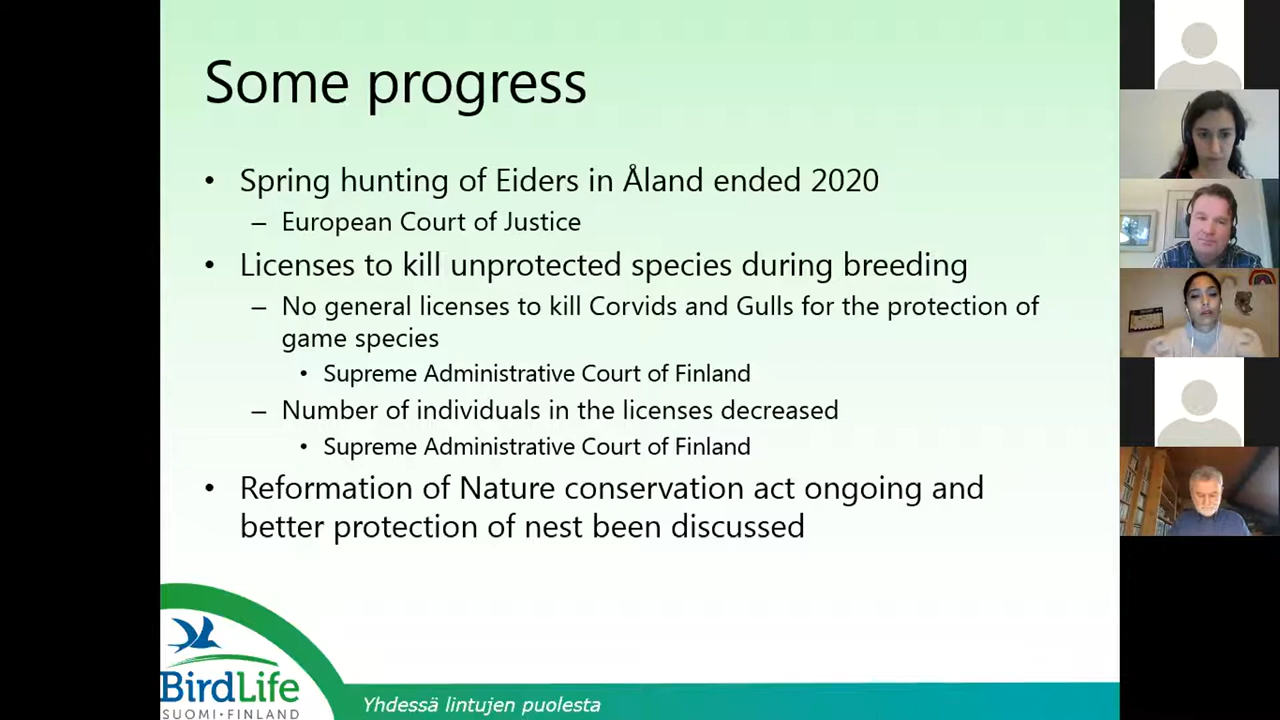 Some progress
• Spring hunting of Eiders in Åland ended 2020
– European Court of Justice
• Licenses to kill unprotected species during breeding
– No general licenses to kill Corvids and Gulls for the protection of
game species
• Supreme Administrative Court of Finland
– Number of individuals in the licenses decreased
• Supreme Administrative Court of Finland
• Reformation of Nature conservation act ongoing and
better protection of nest been discussed
BirdLife
SUOMI•FINLAND
Yhdessä lintujen puolesta